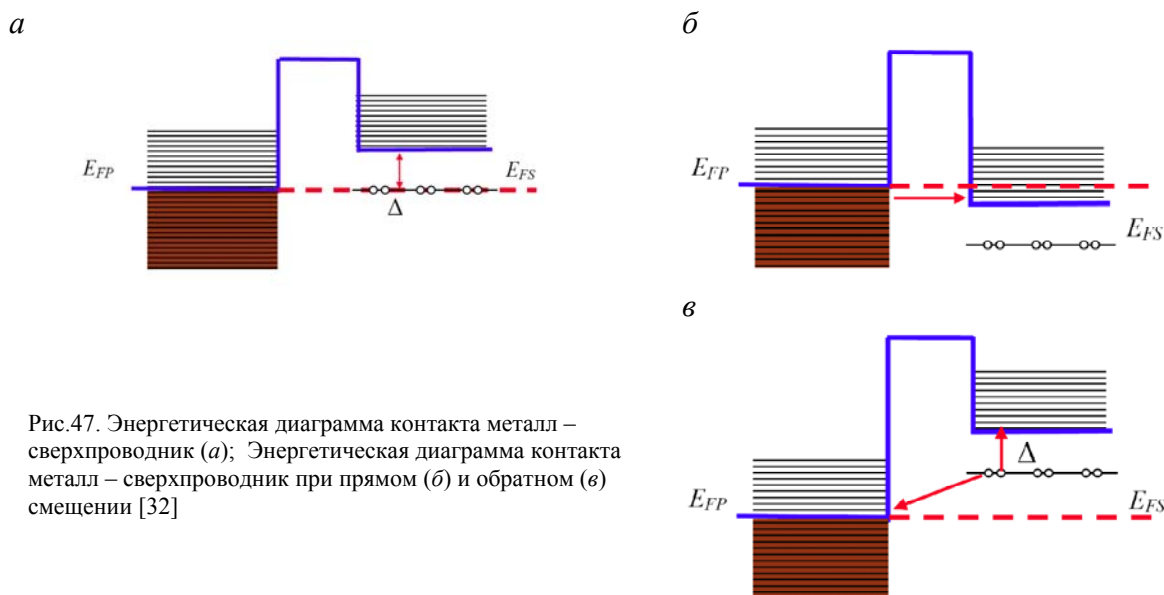 а
E_FP
E_FS
Δ
б
E_FP
E_FS
в
E_FP
Δ
E_FS
Рис.47. Энергетическая диаграмма контакта металл –
сверхпроводник (а);  Энергетическая диаграмма контакта
металл – сверхпроводник при прямом (б) и обратном (в)
смещении [32]